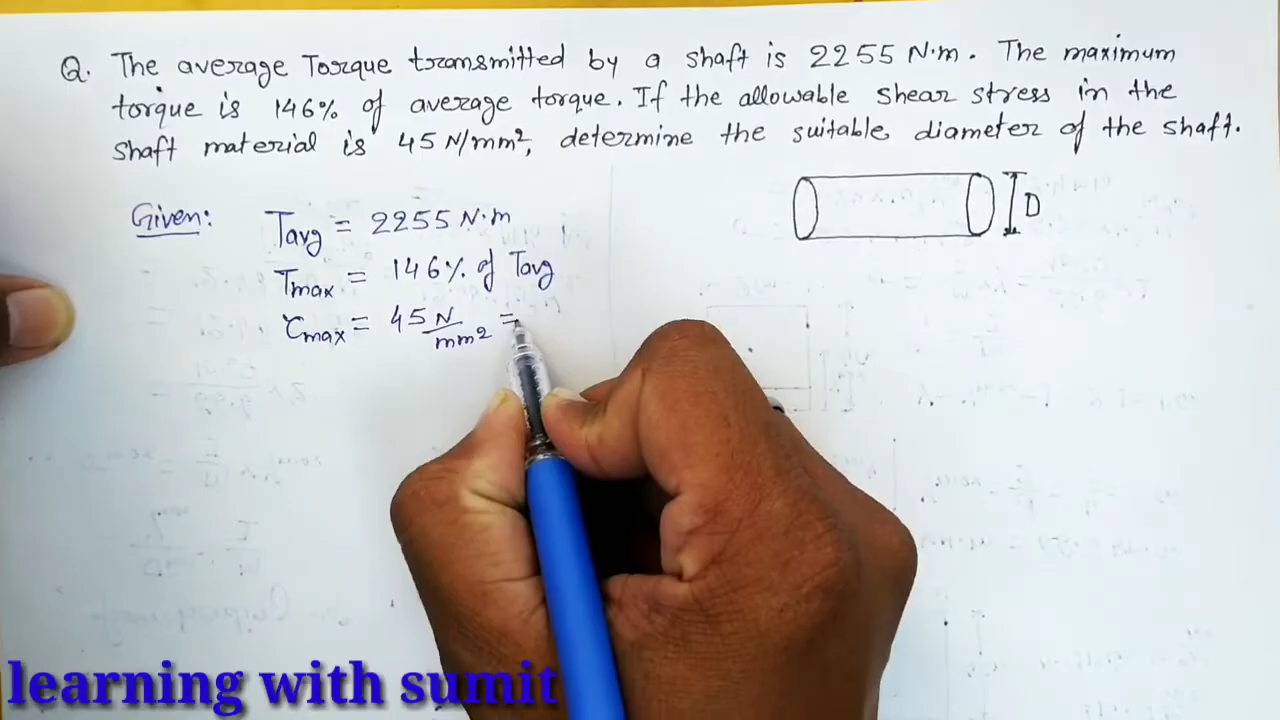 Q. The average Torque transmitted by a shaft is 2255 N·m. The maximum
torque is 146% of average torque. If the allowable shear stress in the
shaft material is 45 N/mm², determine the suitable diameter of the shaft.
Given: Tavg = 2255 N·m
Tmax = 146% of Tavg
τmax = 45 N/mm² =
D
learning with sumit